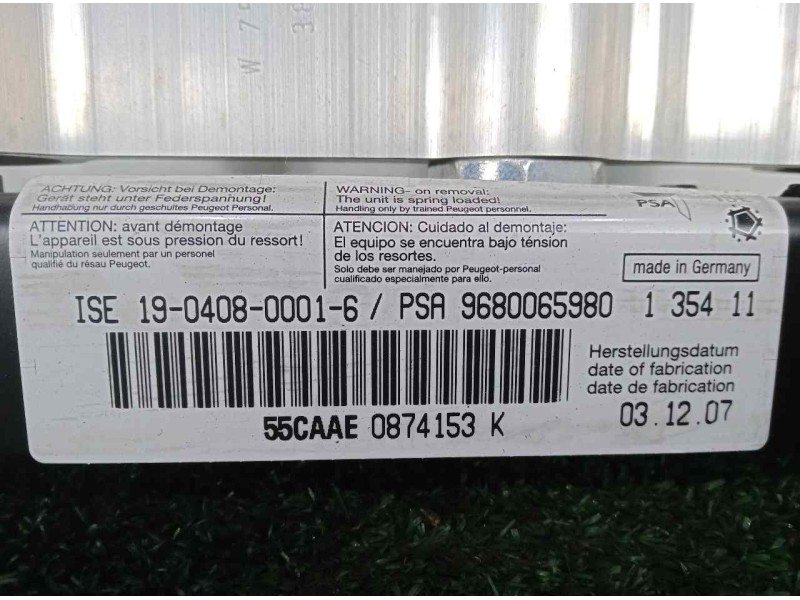 W 75
38
ACHTUNG: Vorsicht bei Demontage:
Gerät steht unter Federspannung!
Handhabung nur durch geschultes Peugeot Personal.
WARNING- on removal:
The unit is spring loaded!
Handling only by trained Peugeot personnel.
PSA
ATTENTION: avant démontage
L'appareil est sous pression du ressort!
Manipulation seulement par un personel
qualifié du résau Peugeot.
ATENCION: Cuidado al demontaje:
El equipo se encuentra bajo ténsion
de los resortes.
Solo debe ser manejado por Peugeot-personal
cualificado especialmente para ello.
made in Germany
ISE 19-0408-0001-6 / PSA 9680065980 1 354 11
55CAAE 0874153 K
Herstellungsdatum
date of fabrication
date de fabrication
03.12.07